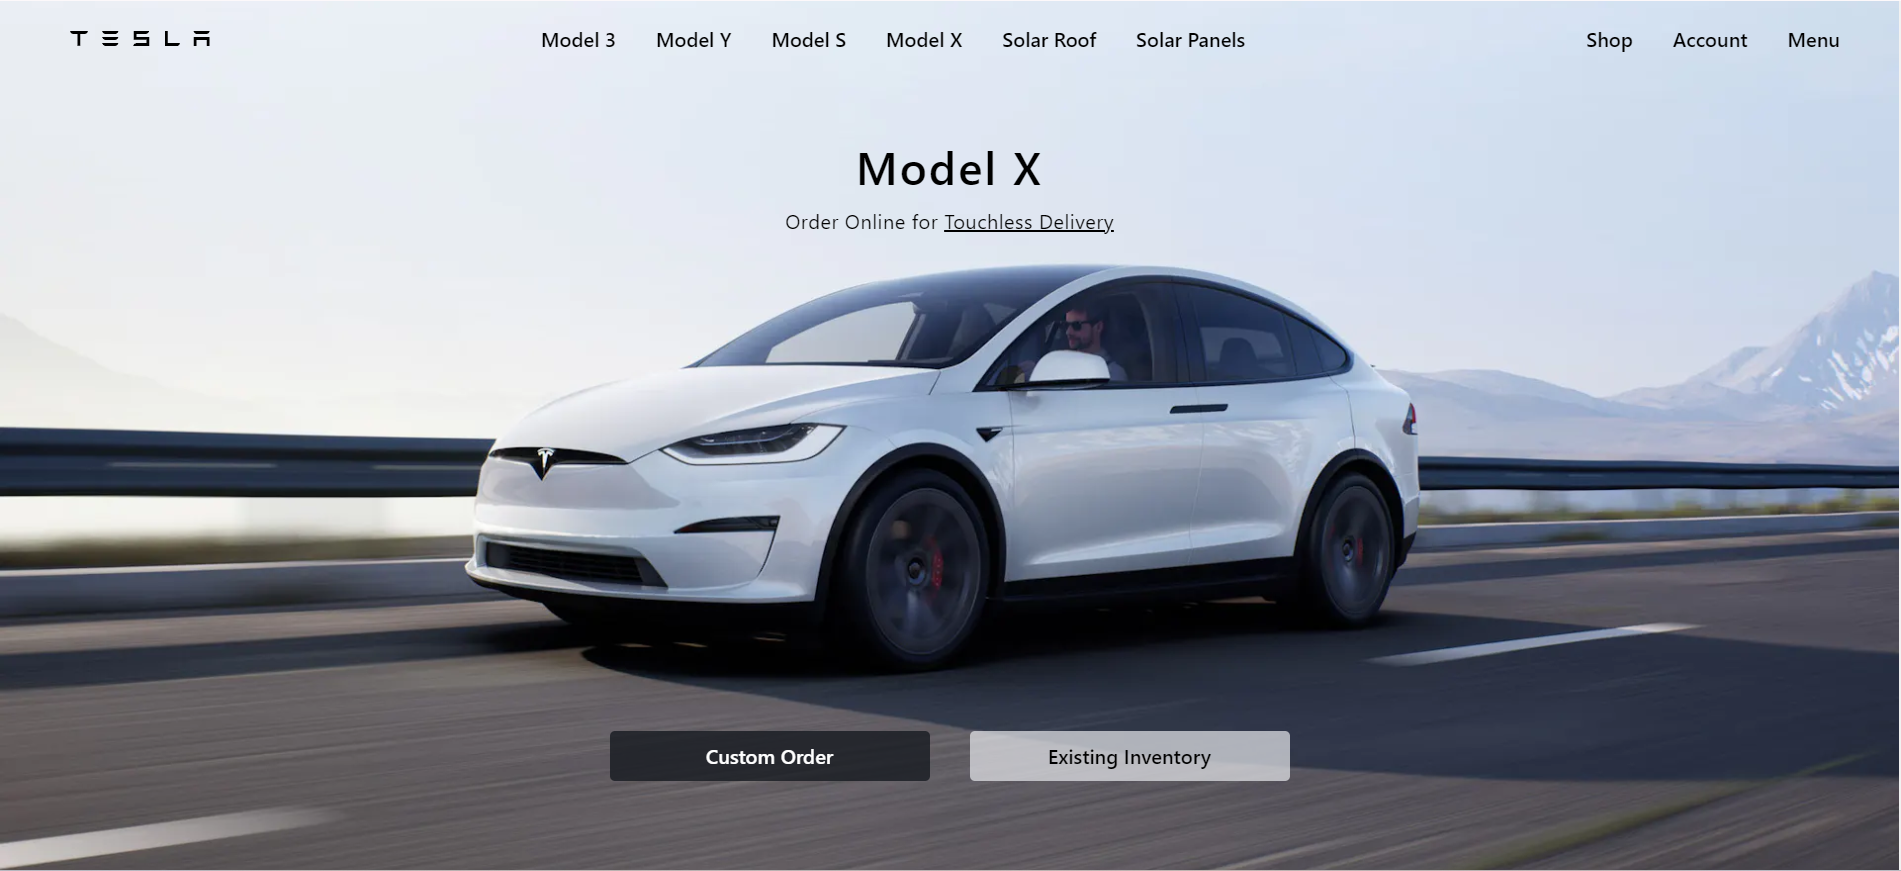 TESLA
Model 3 Model Y Model S Model X Solar Roof Solar Panels
Shop Account Menu
Model X
Order Online for Touchless Delivery
Custom Order
Existing Inventory